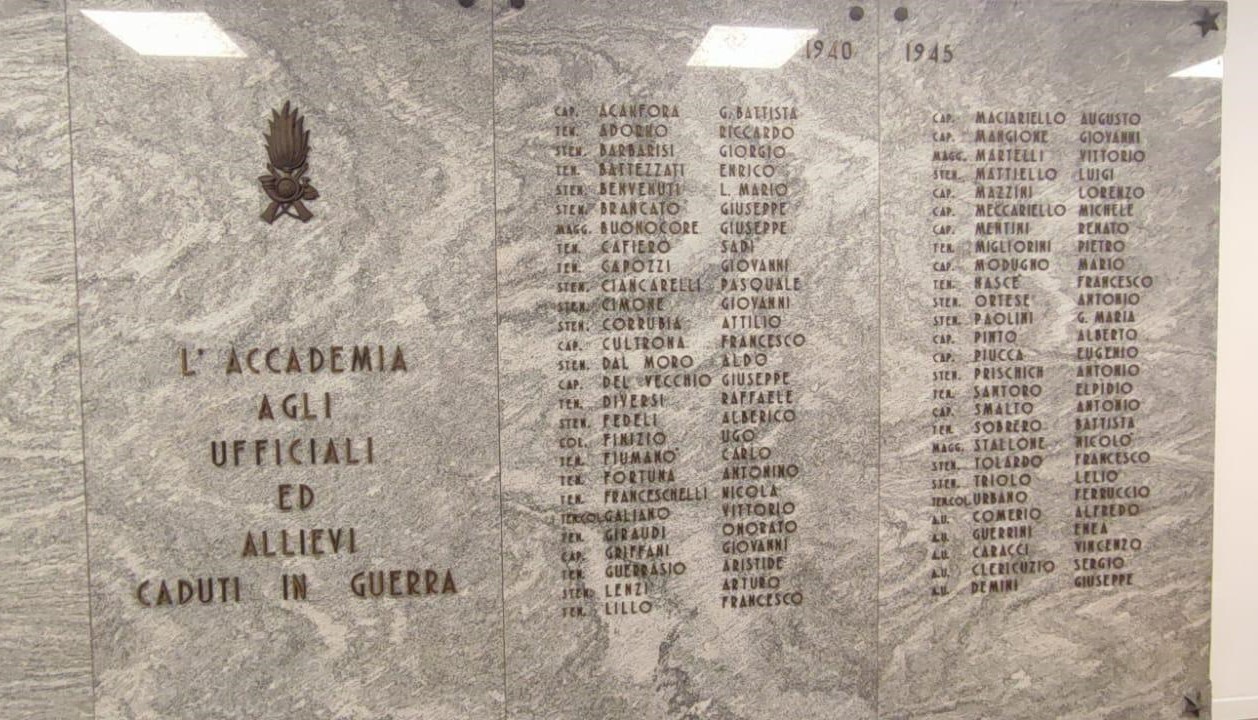 L' ACCADEMIA
AGLI
UFFICIALI
ED
ALLIEVI
CADUTI IN GUERRA
1940 1945
CAP. ACANFORA G. BATTISTA
TEN. ADORNO RICCARDO
STEN. BARBARISI GIORGIO
TEN. BATTEZZATI ENRICO
STEN. BENVENUTI L. MARIO
STEN. BRANCATO GIUSEPPE
MAGG. BUONOCORE GIUSEPPE
TEN. CAFIERO SADI
TEN. CAPOZZI GIOVANNI
STEN. CIANCARELLI PASQUALE
STEN. CIMONE GIOVANNI
STEN. CORRUBIA ATTILIO
CAP. CULTRONA FRANCESCO
STEN. DAL MORO ALDO
CAP. DEL VECCHIO GIUSEPPE
TEN. DIVERSI RAFFAELE
STEN. FEDELI ALBERICO
COL. FINIZIO UGO
TEN. FIUMANO' CARLO
TEN. FORTUNA ANTONINO
TEN. FRANCESCHELLI NICOLA
TEN.COL. GALIANO VITTORIO
TEN. GIRAUDI ONORATO
CAP. GRIFFANI GIOVANNI
TEN. GUERRASIO ARISTIDE
STEN. LENZI ARTURO
TEN. LILLO FRANCESCO
CAP. MACIARIELLO AUGUSTO
CAP. MANGIONE GIOVANNI
MAGG. MARTELLI VITTORIO
STEN. MATTIELLO LUIGI
CAP. MAZZINI LORENZO
CAP. MECCARIELLO MICHELE
CAP. MENTINI RENATO
TEN. MIGLIORINI PIETRO
CAP. MODUGNO MARIO
TEN. NASCE' FRANCESCO
STEN. ORTESE ANTONIO
STEN. PAOLINI G. MARIA
CAP. PINTO ALBERTO
CAP. PIUCCA EUGENIO
STEN. PRISCHICH ANTONIO
TEN. SANTORO ELPIDIO
CAP. SMALTO ANTONIO
TEN. SOBRERO BATTISTA
MAGG. STALLONE NICOLO'
STEN. TOLARDO FRANCESCO
STEN. TRIOLO LELIO
TEN.COL. URBANO FERRUCCIO
A.U. COMERIO ALFREDO
A.U. GUERRINI ENEA
A.U. CARACCI VINCENZO
A.U. CLERICUZIO SERGIO
A.U. DEMINI GIUSEPPE